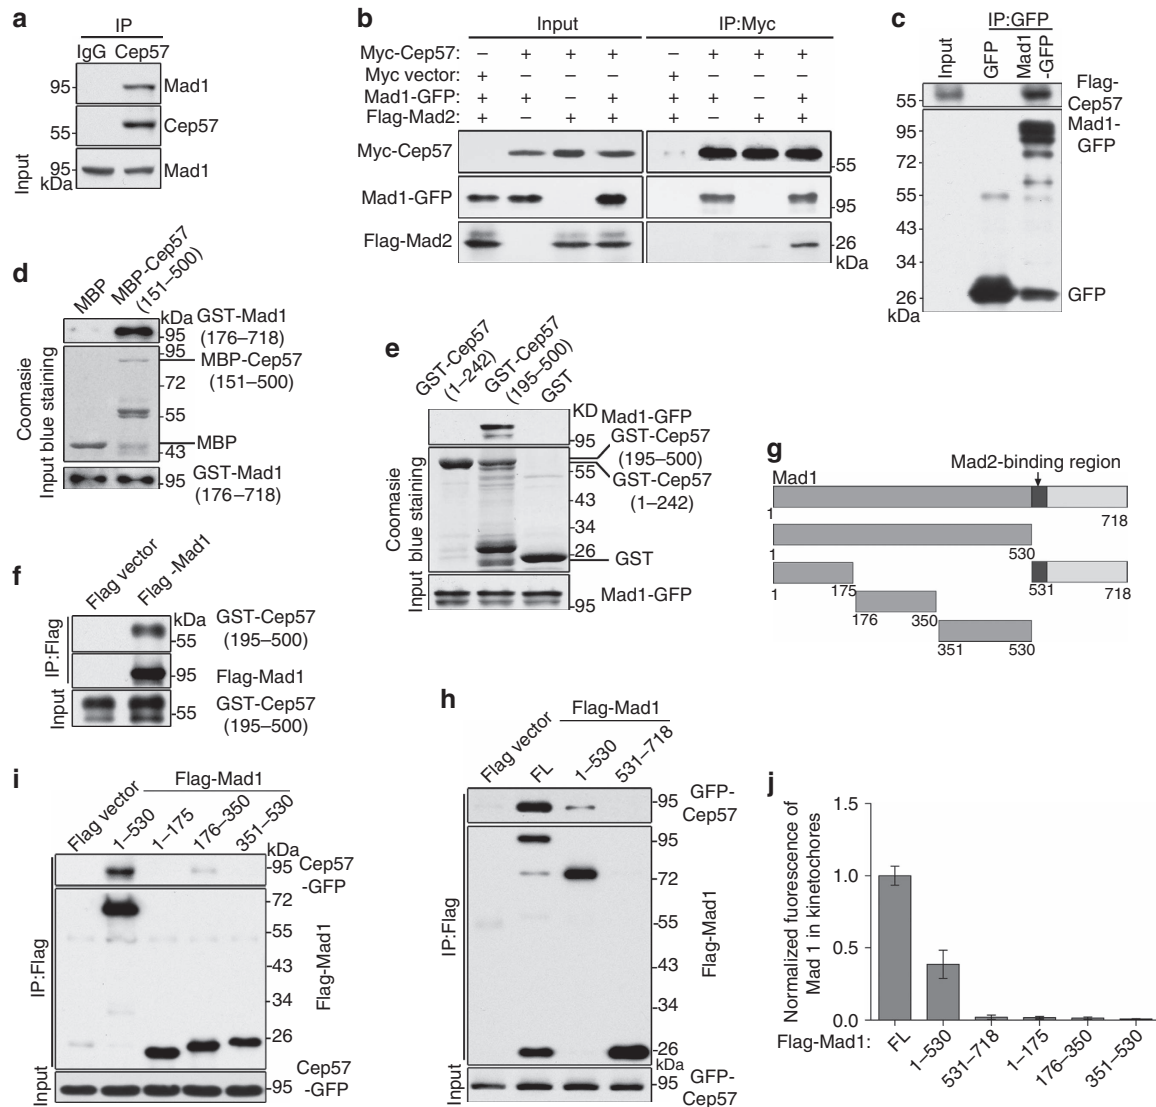 a
IP
IgG Cep57
95 Mad1
55 Cep57
Input 95 Mad1
kDa
b
Input IP:Myc
Myc-Cep57: – + + + – + + +
Myc vector: + – – – + – – –
Mad1-GFP: + + – + + + – +
Flag-Mad2: + – + + + – + +
Myc-Cep57 55
Mad1-GFP 95
Flag-Mad2 26
kDa
c
IP:GFP
Input GFP Mad1-GFP
55 Flag-Cep57
95 Mad1-GFP
72
55
43
34
26 GFP
kDa
d
MBP MBP-Cep57 (151–500)
kDa GST-Mad1
95 (176–718)
95 MBP-Cep57
72 (151–500)
55
MBP
43
Coomasie blue staining
Input 95 GST-Mad1
(176–718)
e
GST-Cep57 (1–242) GST-Cep57 (195–500) GST
KD Mad1-GFP
95 GST-Cep57
(195–500)
55 GST-Cep57
(1–242)
43
34
26 GST
Coomasie blue staining
Input Mad1-GFP
95
f
Flag vector Flag -Mad1
kDa GST-Cep57
55 (195–500)
IP:Flag
95 Flag-Mad1
Input GST-Cep57
55 (195–500)
g
Mad2-binding region
Mad1
1 718
1 530
1 175 531 718
176 350
351 530
h
Flag-Mad1
Flag vector FL 1–530 531–718
95 GFP-Cep57
95
72
55
43
34
26
kDa
IP:Flag
Flag-Mad1
Input 95 GFP-Cep57
i
Flag-Mad1
Flag vector 1–530 1–175 176–350 351–530
kDa
95 Cep57-GFP
72
55
43
34
26
IP:Flag
Flag-Mad1
Input 95 Cep57-GFP
j
Normalized fluorescence of
Mad 1 in kinetochores
1.5
1.0
0.5
0.0
Flag-Mad1: FL 1–530 531–718 1–175 176–350 351–530